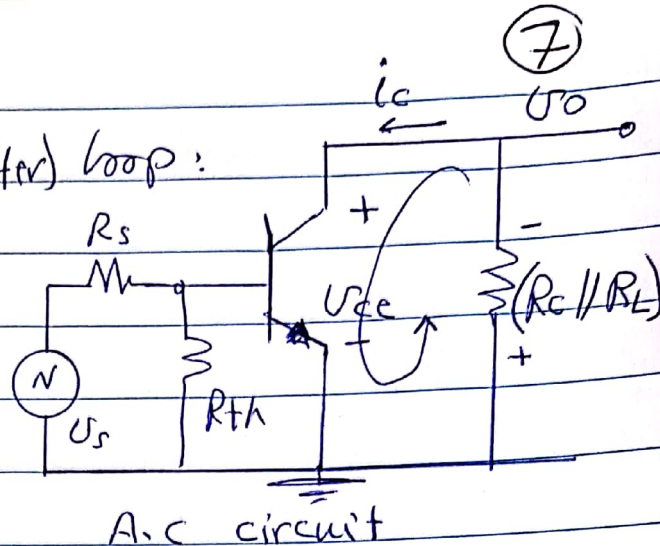 7
ic
vo
ter) loop:
Rs
+
-
vce
(Rc // RL)
-
+
Rth
N
vs
A.C circuit